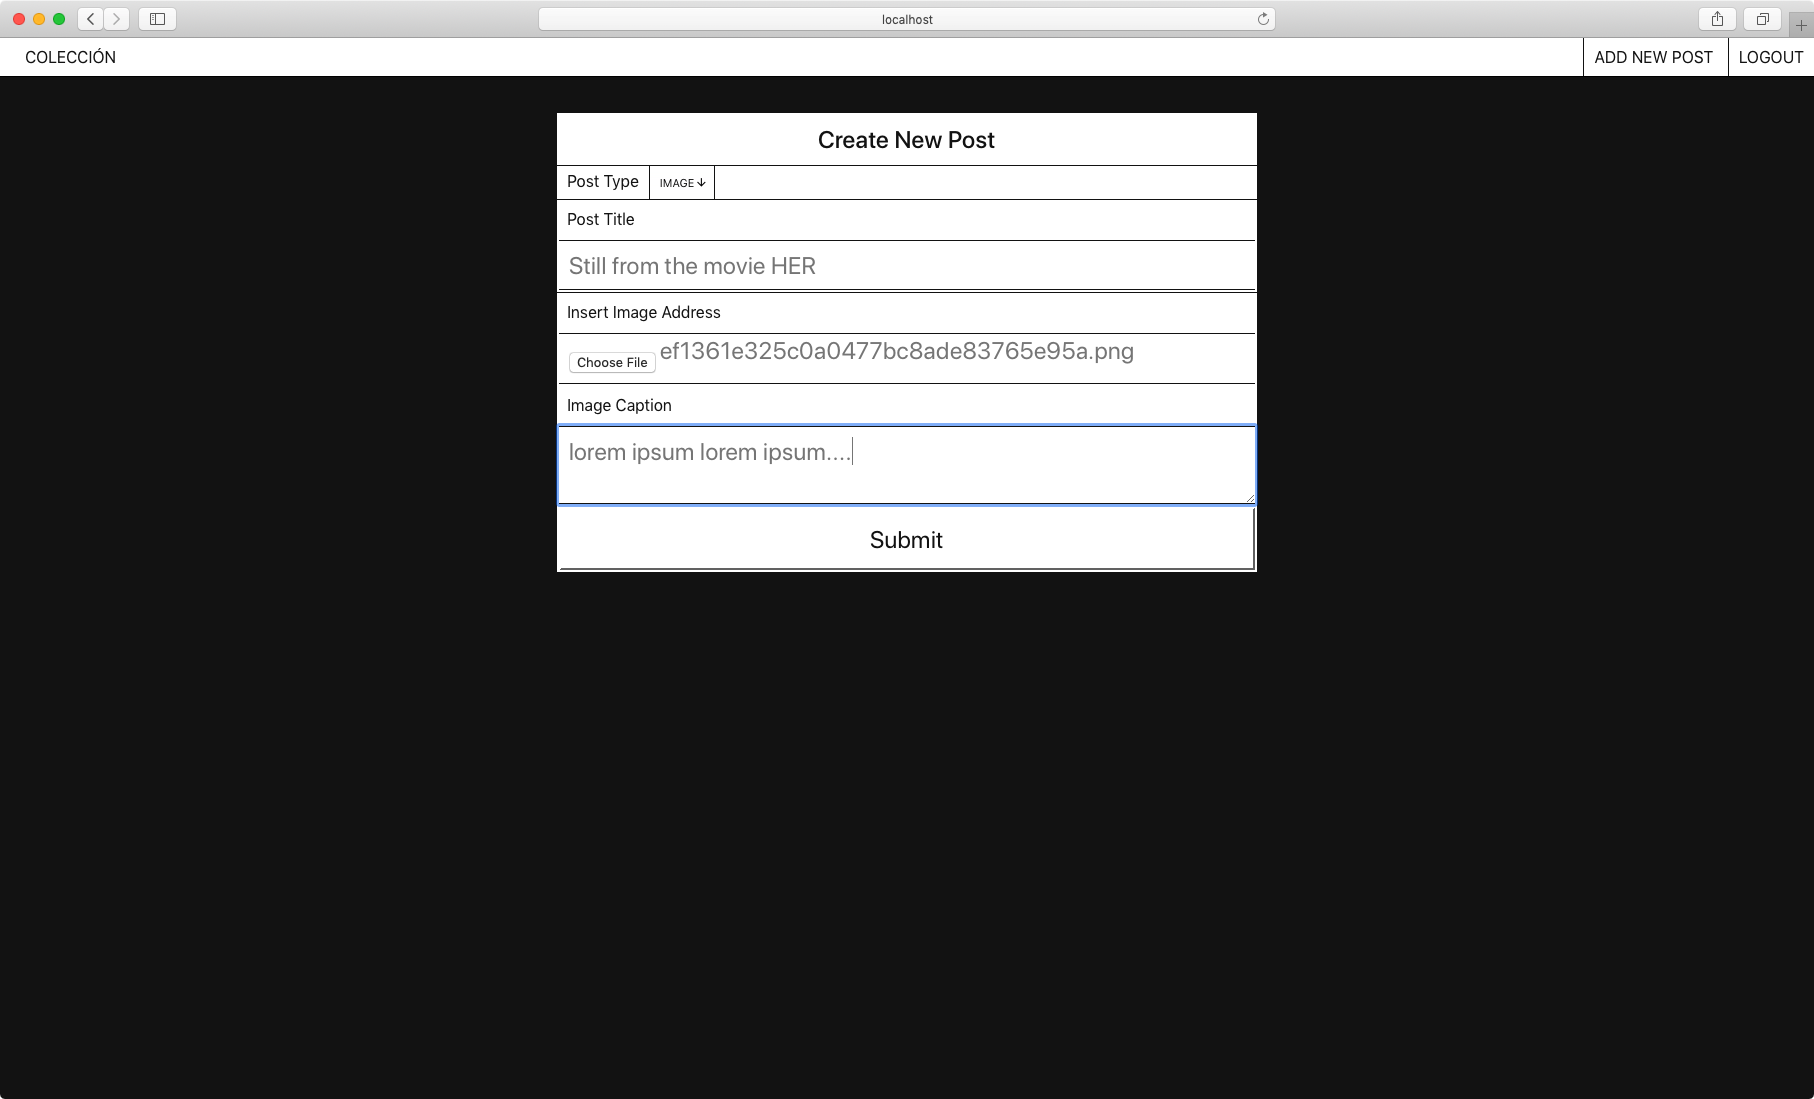 localhost
COLECCIÓN
ADD NEW POST
LOGOUT
Create New Post
Post Type
IMAGE↓
Post Title
Still from the movie HER
Insert Image Address
Choose File ef1361e325c0a0477bc8ade83765e95a.png
Image Caption
lorem ipsum lorem ipsum....
Submit